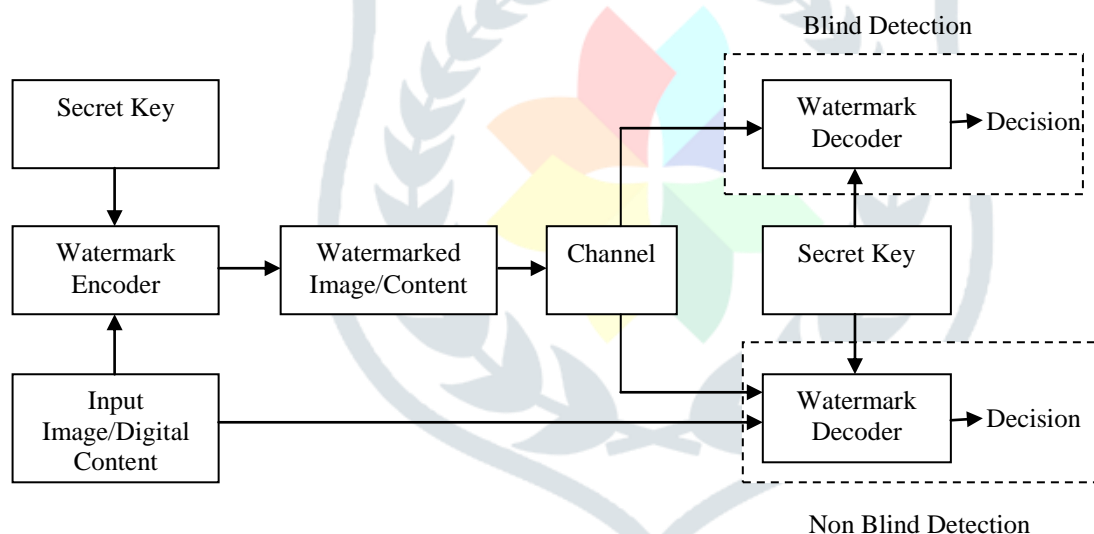 Blind Detection
Secret Key
Watermark
Decoder
Decision
Watermark
Encoder
Watermarked
Image/Content
Channel
Secret Key
Input
Image/Digital
Content
Watermark
Decoder
Decision
Non Blind Detection